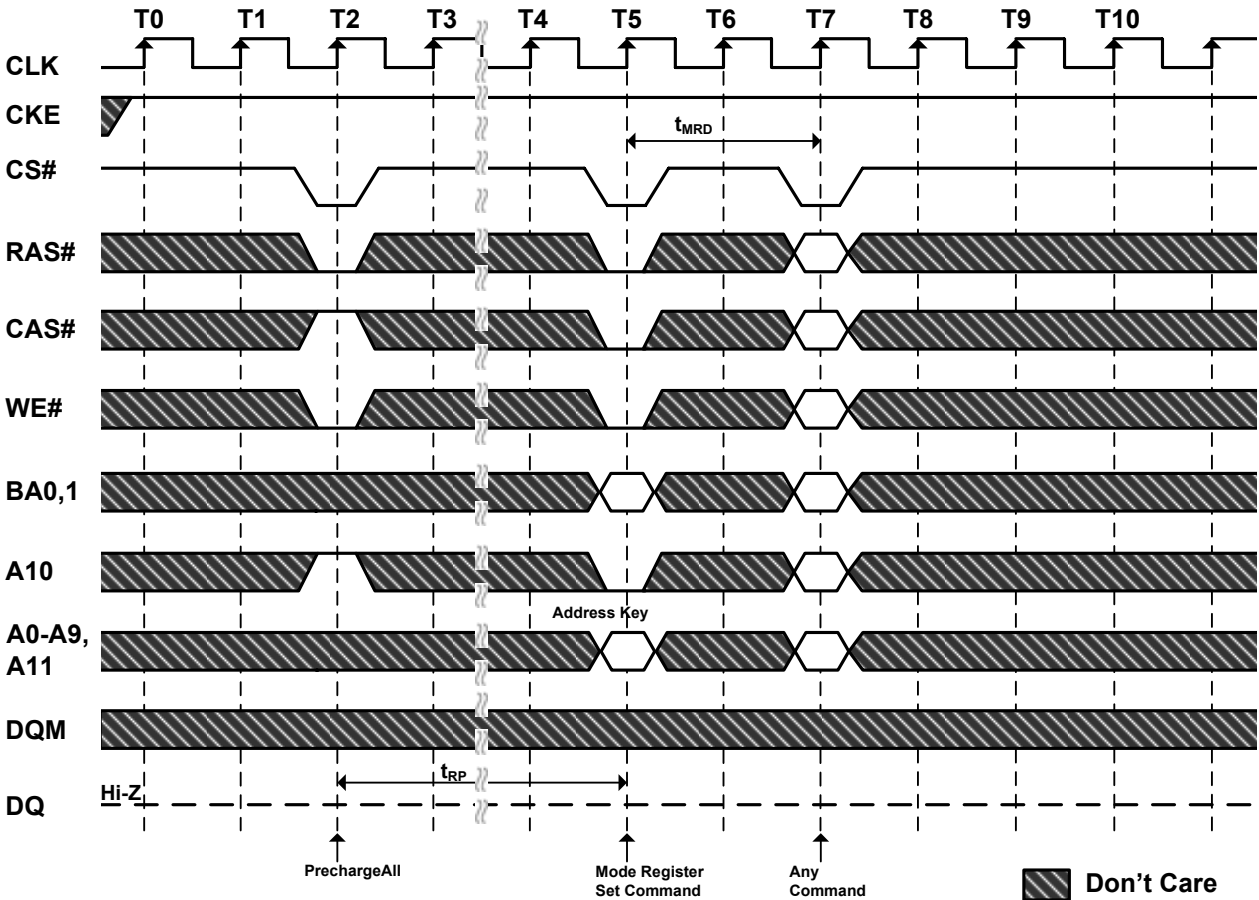 T0 T1 T2 T3 T4 T5 T6 T7 T8 T9 T10
CLK
CKE
tMRD
CS#
RAS#
CAS#
WE#
BA0,1
A10
Address Key
A0-A9,
A11
DQM
tRP
Hi-Z
DQ
PrechargeAll
Mode Register
Set Command
Any
Command
Don't Care